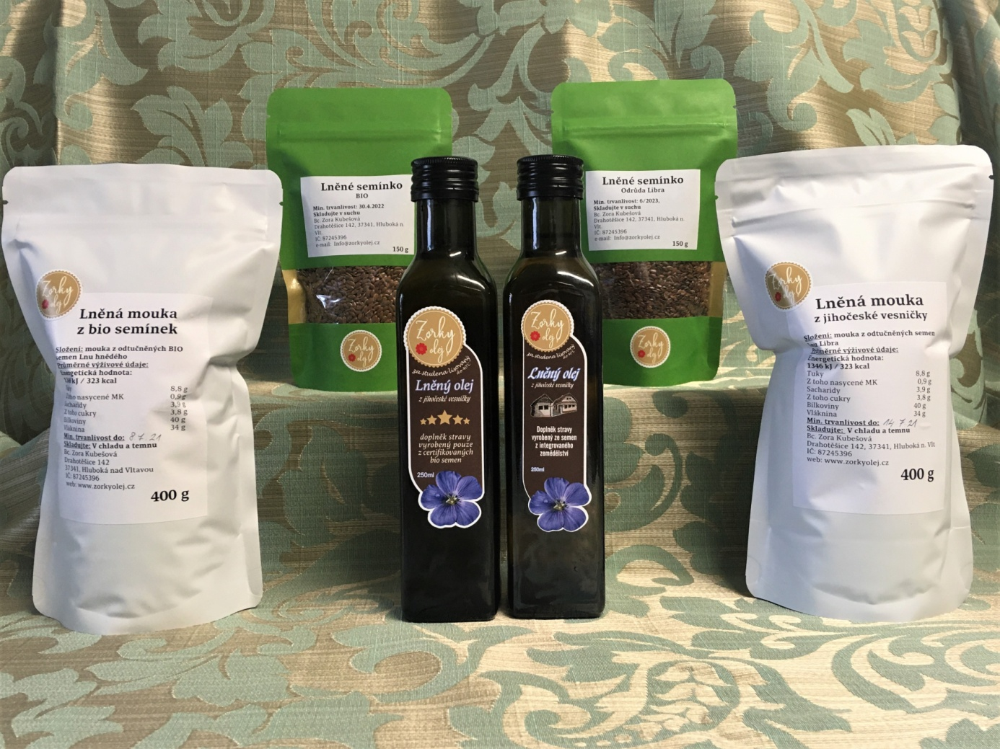 Zorky
olej
Lněná mouka
z bio semínek
Složení: mouka z odtučněných BIO
semen Lnu hnědého
Průměrné výživové údaje:
Energetická hodnota:
kJ / 323 kcal
Tuky
8,8 g
Z toho nasycené MK
0,9 g
Sacharidy
3,9 g
Z toho cukry
3,8 g
Bílkoviny
40 g
Vláknina
34 g
Min. trvanlivost do: 8 7. 21
Skladujte: V chladu a temnu
Bc. Zora Kubešová
Drahotěšice 142
37341, Hluboká nad Vltavou
IČ: 87245396
web: www.zorkyolej.cz
400 g
Lněné semínko
BIO
Min. trvanlivost: 30.4.2022
Skladujte v suchu
Bc. Zora Kubešová
Drahotěšice 142, 37341, Hluboká n.
Vlt.
IČ: 87245396
e-mail: Info@zorkyolej.cz
150 g
Zorky
olej
Zorky
olej
za studena lisovaný
do 40°C
Lněný olej
z jihočeské vesničky
doplněk stravy
vyrobený pouze
z certifikovaných
bio semen
250ml
Zorky
olej
za studena lisovaný
do 40°C
Lněný olej
z jihočeské vesničky
Doplněk stravy
vyrobený ze semen
z integrovaného
zemědělství
250ml
Lněné semínko
Odrůda Libra
Min. trvanlivost: 6/2023,
Skladujte v suchu
Bc. Zora Kubešová
Drahotěšice 142, 37341, Hluboká n.
Vlt.
IČ: 87245396
e-mail: Info@zorkyolej.cz
150 g
Zorky
olej
Zorky
olej
Lněná mouka
z jihočeské vesničky
Složení: mouka z odtučněných semen
Lnu Libra
Průměrné výživové údaje:
Energetická hodnota:
1346 kJ / 323 kcal
Tuky
8,8 g
Z toho nasycené MK
0,9 g
Sacharidy
3,9 g
Z toho cukry
3,8 g
Bílkoviny
40 g
Vláknina
34 g
Min. trvanlivost do: 14 7 21
Skladujte: V chladu a temnu
Bc. Zora Kubešová
Drahotěšice 142, 37341, Hluboká n. Vlt
IČ: 87245396
web: www.zorkyolej.cz
400 g